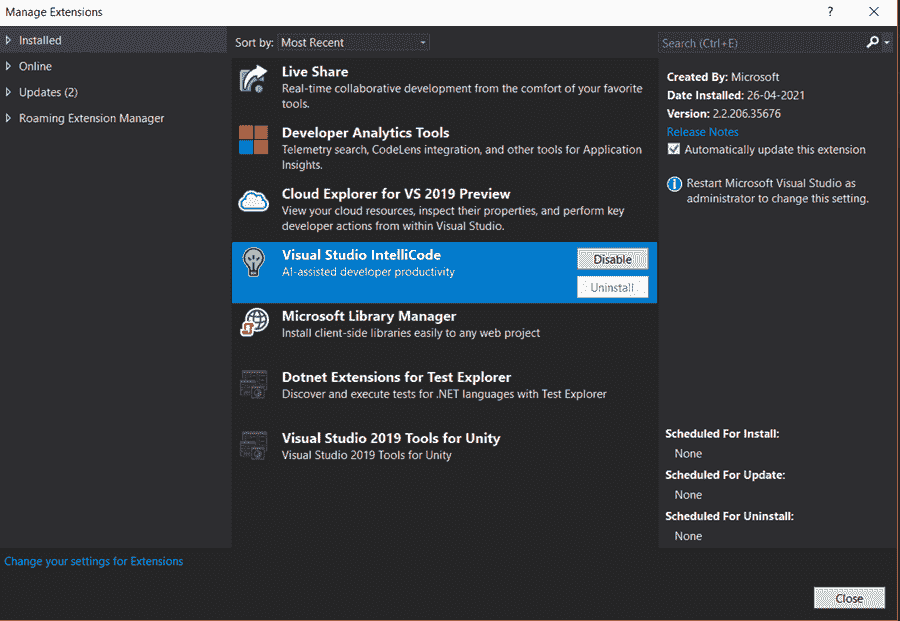 Manage Extensions
?
Installed
Online
Updates (2)
Roaming Extension Manager
Sort by: Most Recent
Live Share
Real-time collaborative development from the comfort of your favorite
tools.
Developer Analytics Tools
Telemetry search, CodeLens integration, and other tools for Application
Insights.
Cloud Explorer for VS 2019 Preview
View your cloud resources, inspect their properties, and perform key
developer actions from within Visual Studio.
Visual Studio IntelliCode
AI-assisted developer productivity
Disable
Uninstall
Microsoft Library Manager
Install client-side libraries easily to any web project
Dotnet Extensions for Test Explorer
Discover and execute tests for .NET languages with Test Explorer
Visual Studio 2019 Tools for Unity
Visual Studio 2019 Tools for Unity
Search (Ctrl+E)
Created By: Microsoft
Date Installed: 26-04-2021
Version: 2.2.206.35676
Release Notes
Automatically update this extension
Restart Microsoft Visual Studio as
administrator to change this setting.
Scheduled For Install:
None
Scheduled For Update:
None
Scheduled For Uninstall:
None
Change your settings for Extensions
Close